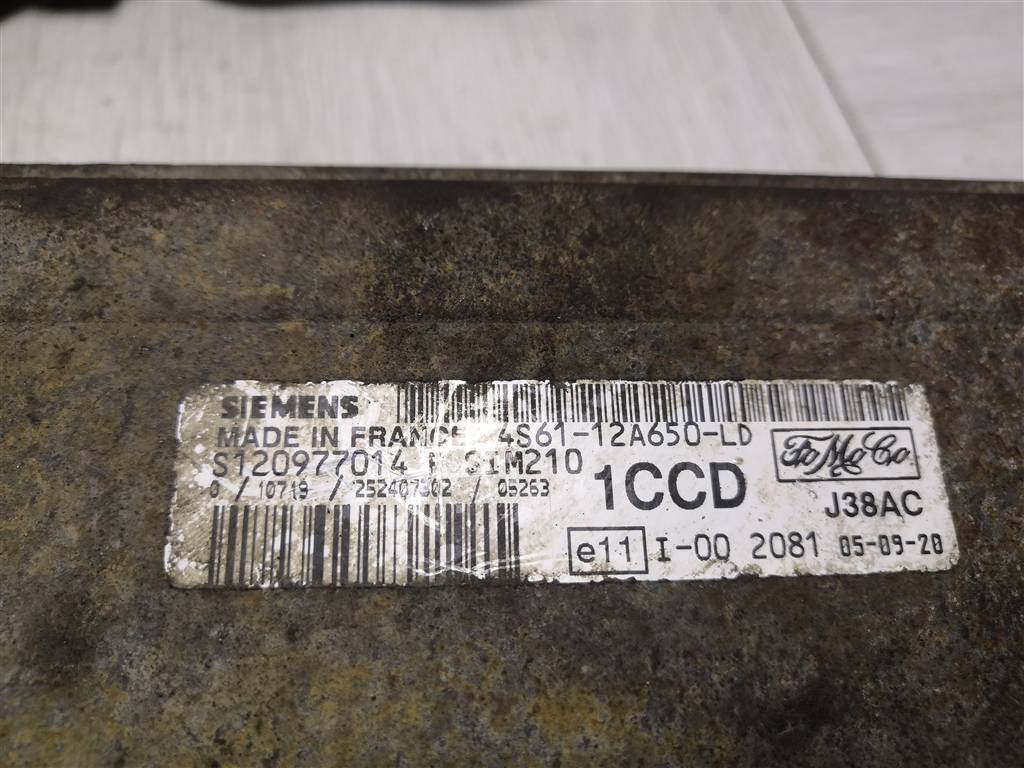 SIEMENS
MADE IN FRANCE 4S61-12A650-LD
S120977014 F SIM210
FoMoCo
0 / 10719 / 252407302 / 05263
1CCD
J38AC
e11 I-00 2081 05-09-20